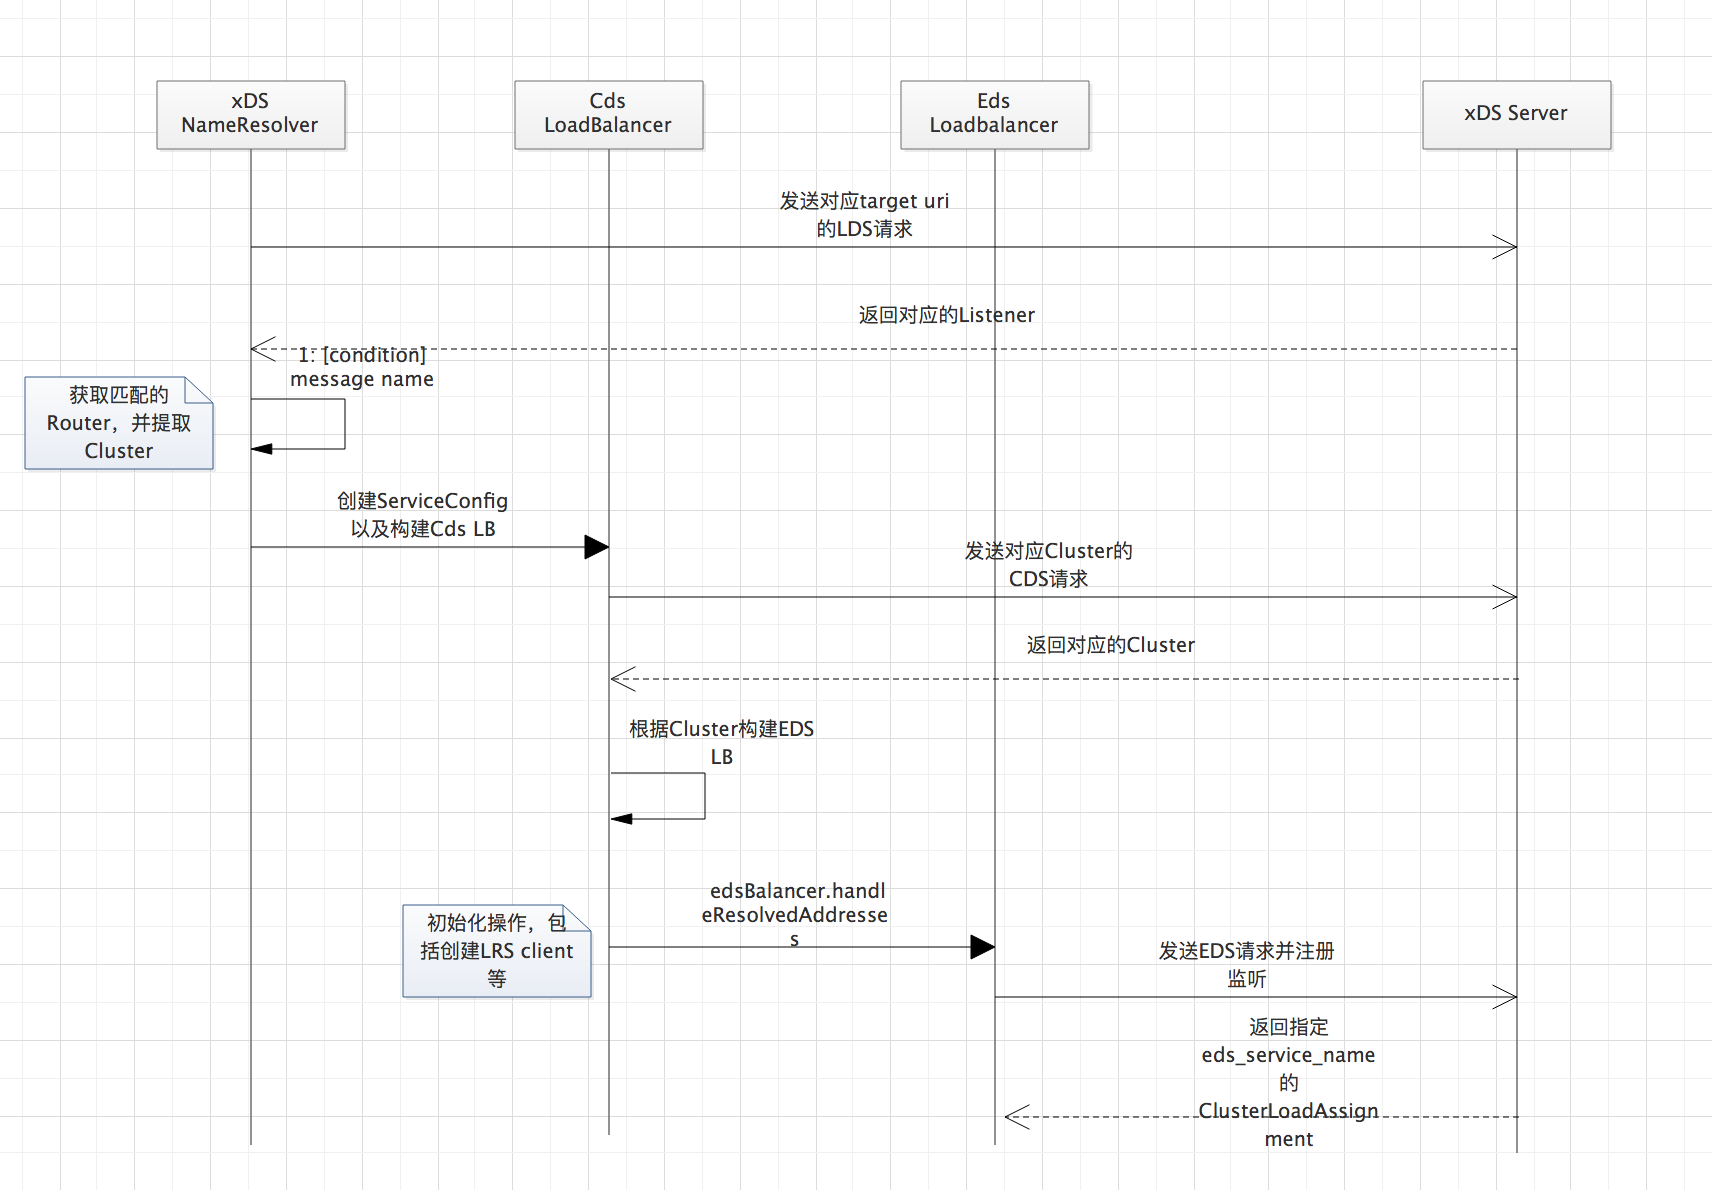 xDS
NameResolver
Cds
LoadBalancer
Eds
Loadbalancer
xDS Server
发送对应target uri
的LDS请求
返回对应的Listener
1: [condition]
message name
获取匹配的
Router，并提取
Cluster
创建ServiceConfig
以及构建Cds LB
发送对应Cluster的
CDS请求
返回对应的Cluster
根据Cluster构建EDS
LB
edsBalancer.handl
eResolvedAddresse
s
初始化操作，包
括创建LRS client
等
发送EDS请求并注册
监听
返回指定
eds_service_name
的
ClusterLoadAssign
ment